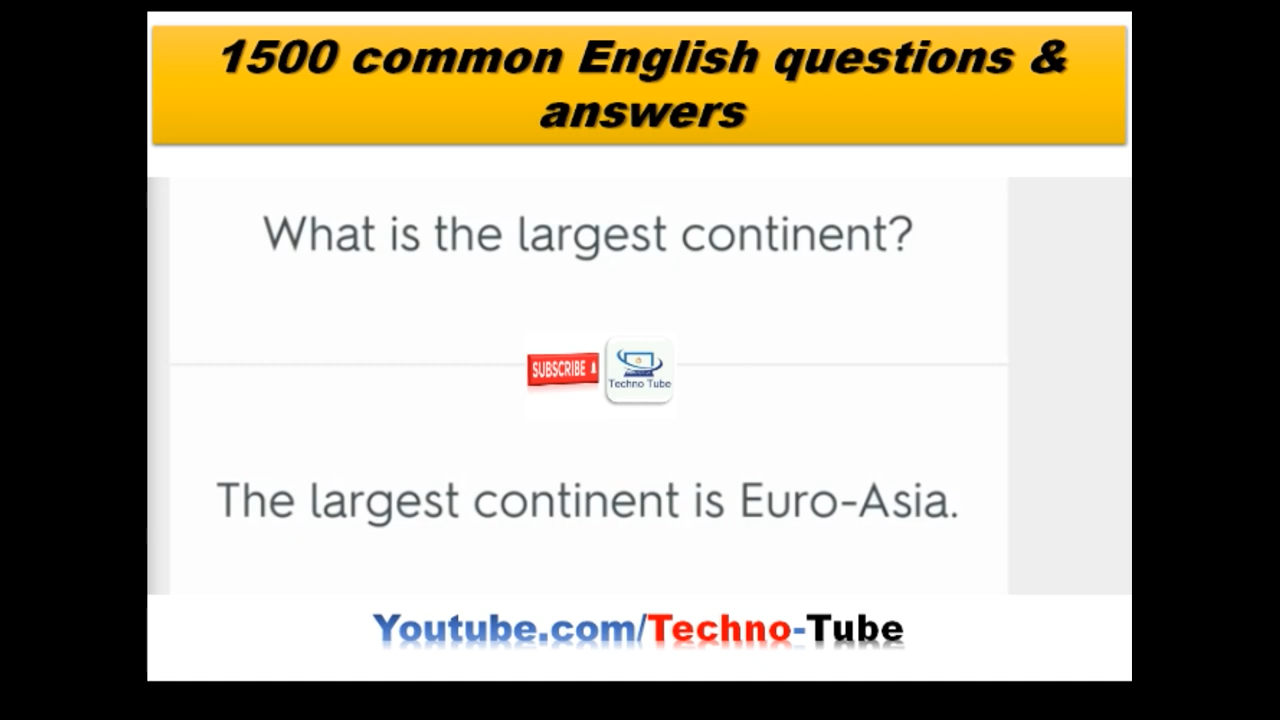 1500 common English questions &
answers
What is the largest continent?
SUBSCRIBE
Techno Tube
The largest continent is Euro-Asia.
Youtube.com/Techno-Tube